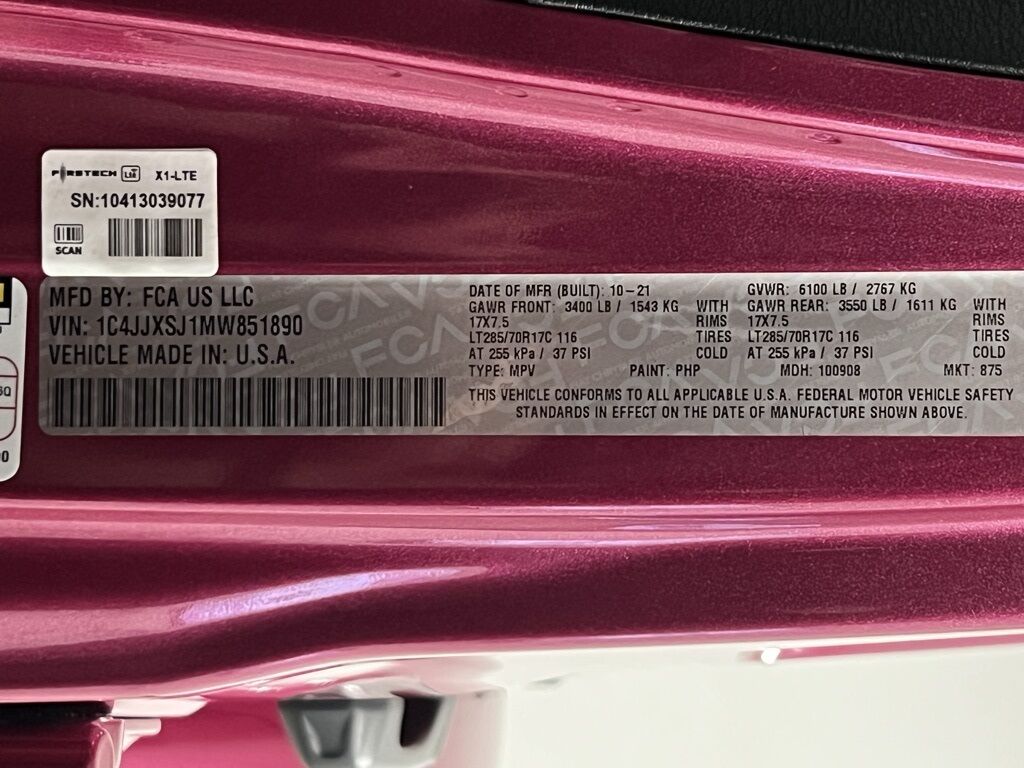 FIRSTECH LTE X1-LTE
SN:10413039077
SCAN
MFD BY: FCA US LLC
VIN: 1C4JJXSJ1MW851890
VEHICLE MADE IN: U.S.A.
DATE OF MFR (BUILT): 10-21 GVWR: 6100 LB / 2767 KG
GAWR FRONT: 3400 LB / 1543 KG WITH GAWR REAR: 3550 LB / 1611 KG WITH
17X7.5 RIMS 17X7.5 RIMS
LT285/70R17C 116 TIRES LT285/70R17C 116 TIRES
AT 255 kPa / 37 PSI COLD AT 255 kPa / 37 PSI COLD
TYPE: MPV PAINT: PHP MDH: 100908 MKT: 875
THIS VEHICLE CONFORMS TO ALL APPLICABLE U.S.A. FEDERAL MOTOR VEHICLE SAFETY
STANDARDS IN EFFECT ON THE DATE OF MANUFACTURE SHOWN ABOVE.